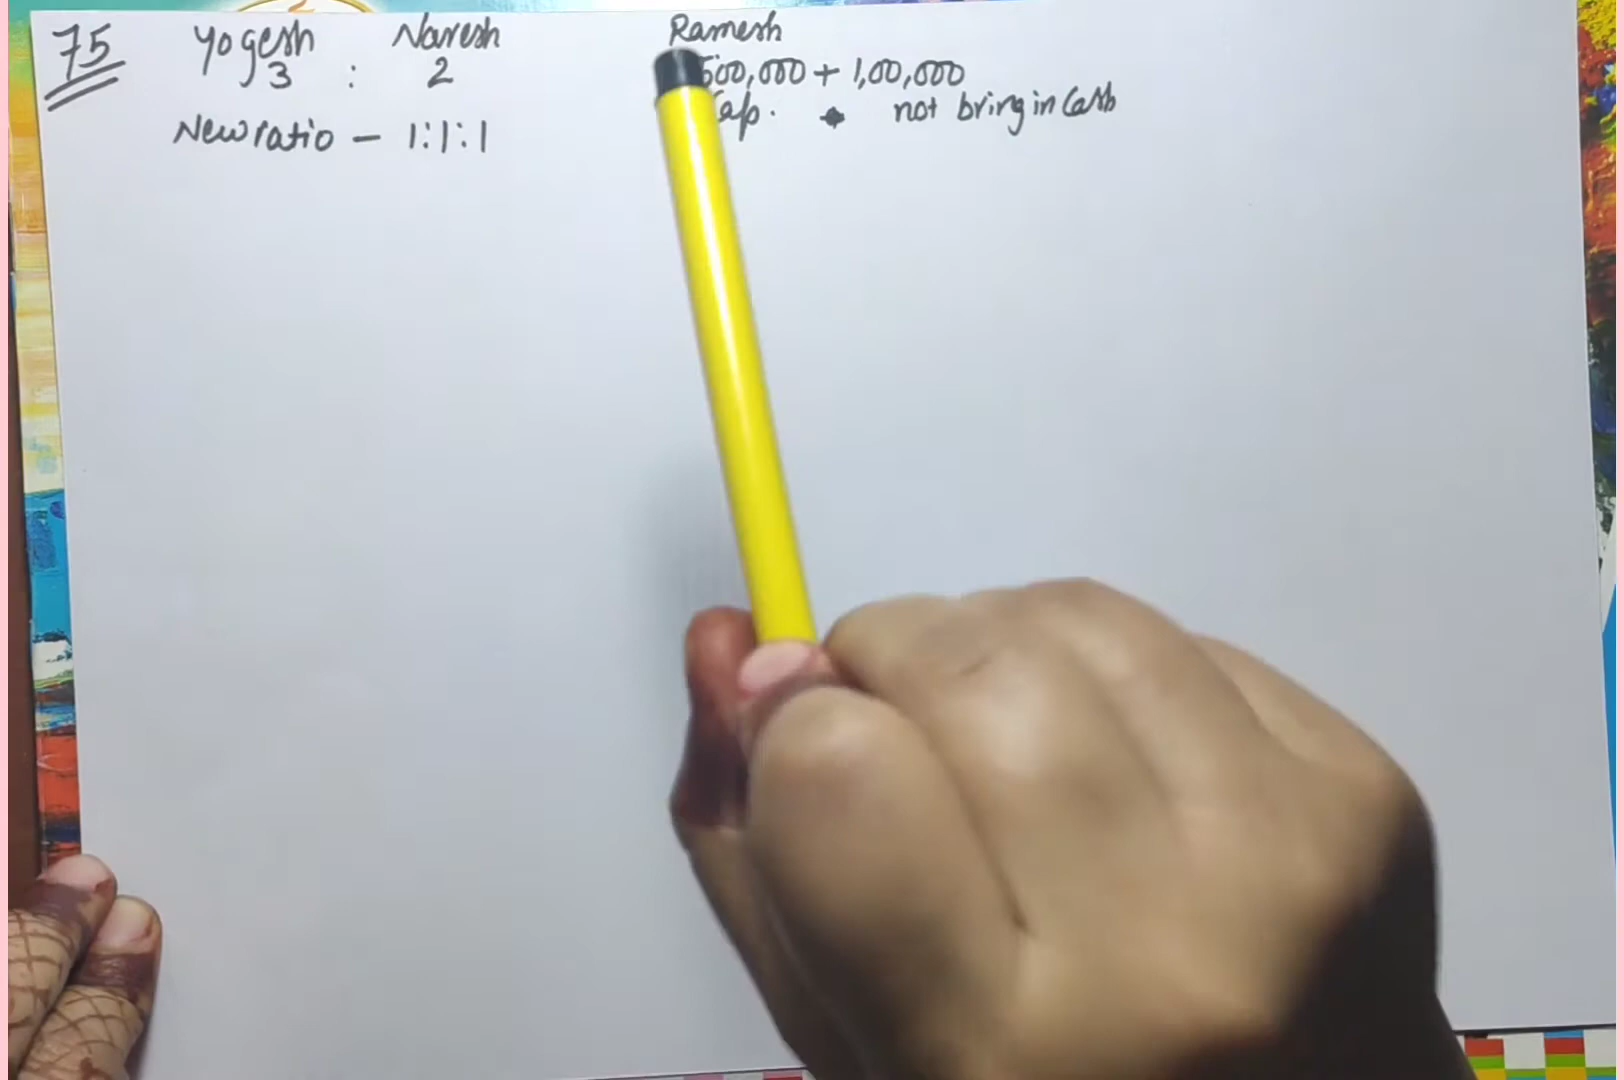 75 Yogesh Naresh Ramesh
3 : 2 500,000 + 1,00,000
Cap. not bring in Cash
New ratio - 1:1:1